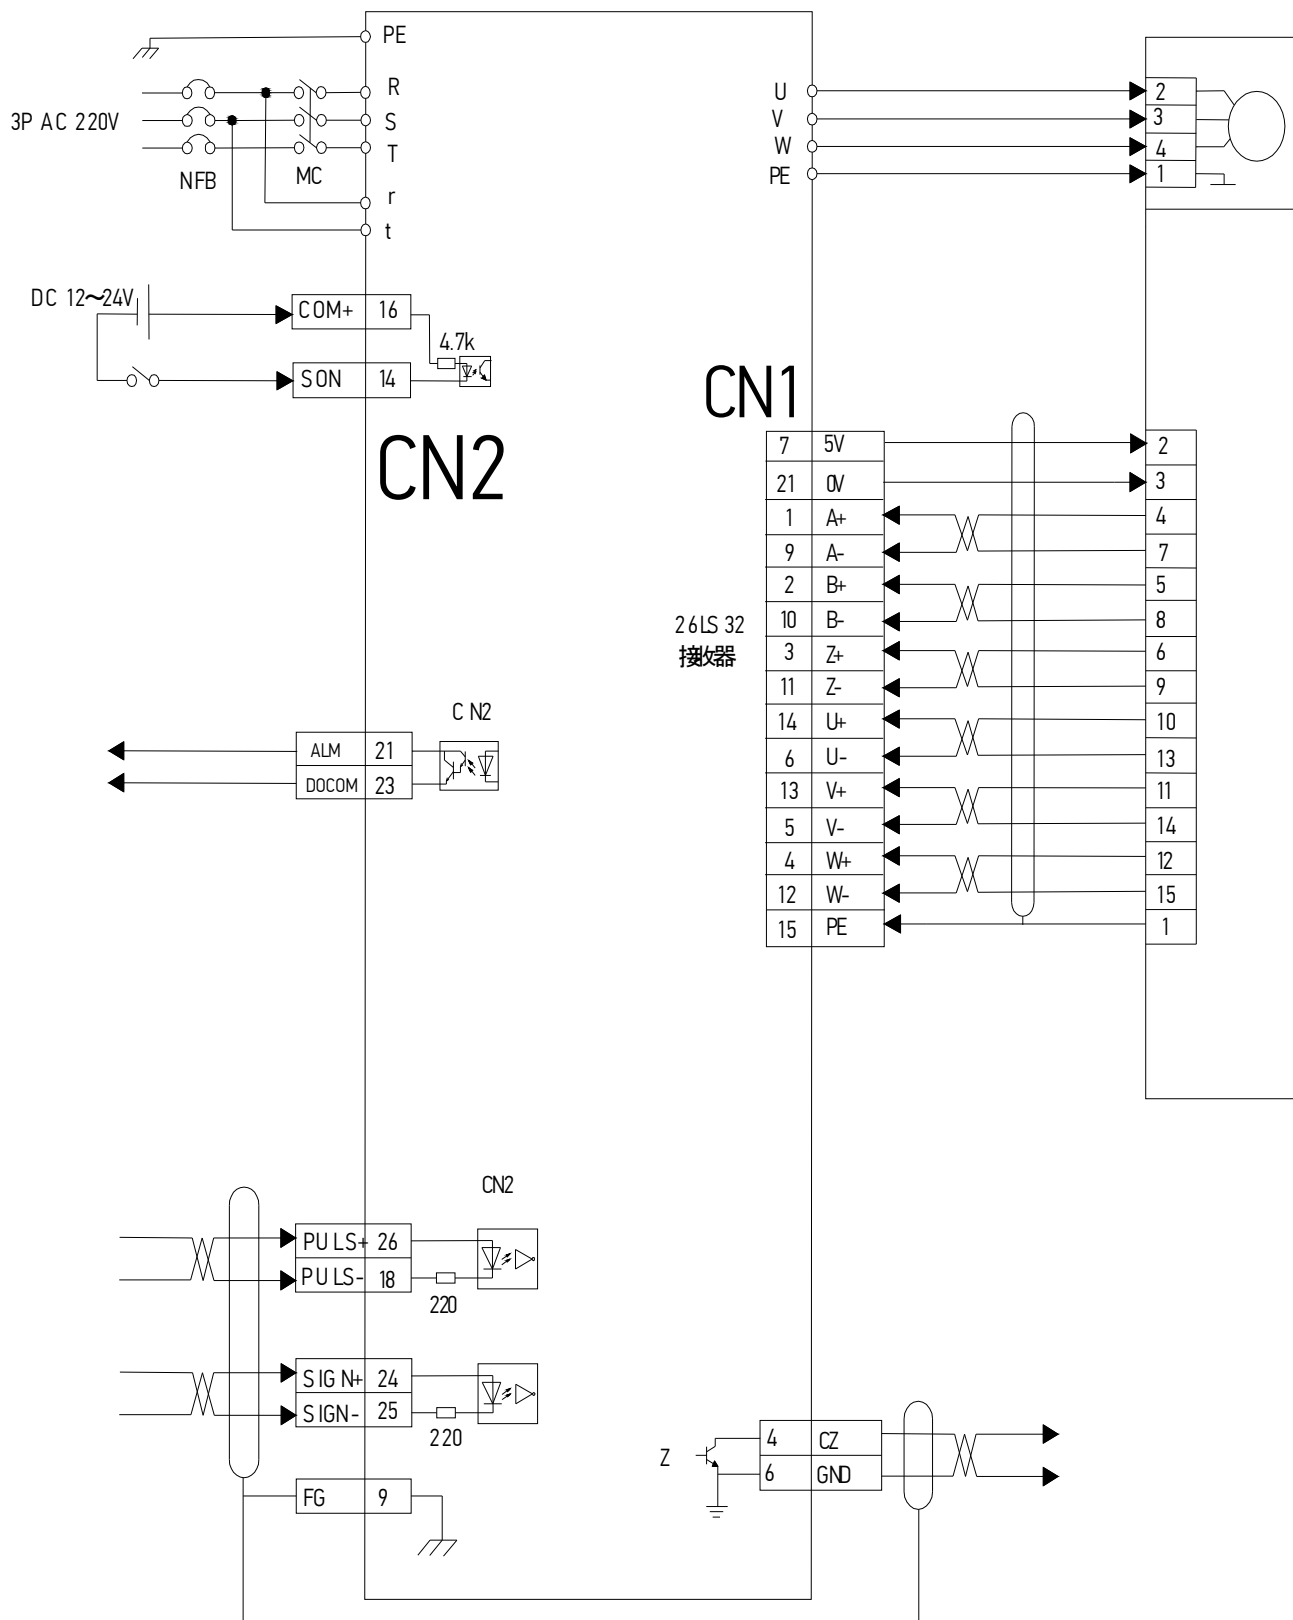 PE
R
S
T
r
t
3P AC 220V
NFB
MC
U
V
W
PE
2
3
4
1
DC 12～24V
COM+ 16
4.7k
SON 14
CN2
CN1
7 5V 2
21 0V 3
1 A+ 4
9 A- 7
2 B+ 5
10 B- 8
3 Z+ 6
11 Z- 9
14 U+ 10
6 U- 13
13 V+ 11
5 V- 14
4 W+ 12
12 W- 15
15 PE 1
26LS32
接收器
CN2
ALM 21
DOCOM 23
CN2
PULS+ 26
PULS- 18
220
SIGN+ 24
SIGN- 25
220
FG 9
Z
4 CZ
6 GND